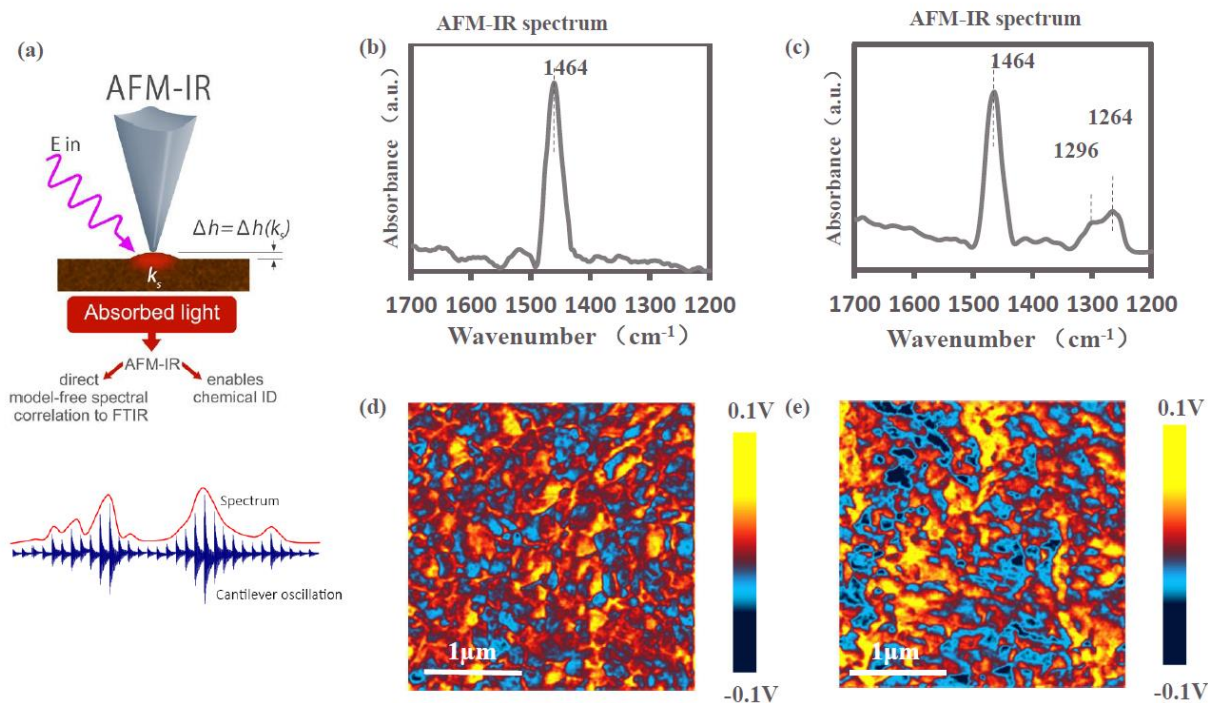 (a)
AFM-IR
E in
Δh=Δh(kₛ)
kₛ
Absorbed light
AFM-IR
direct
model-free spectral
correlation to FTIR
enables
chemical ID
Spectrum
Cantilever oscillation
AFM-IR spectrum
(b)
1464
Absorbance （a.u.）
1700 1600 1500 1400 1300 1200
Wavenumber （cm⁻¹）
AFM-IR spectrum
(c)
1464
1264
1296
Absorbance （a.u.）
1700 1600 1500 1400 1300 1200
Wavenumber （cm⁻¹）
(d)
0.1V
1μm
-0.1V
(e)
0.1V
1μm
-0.1V